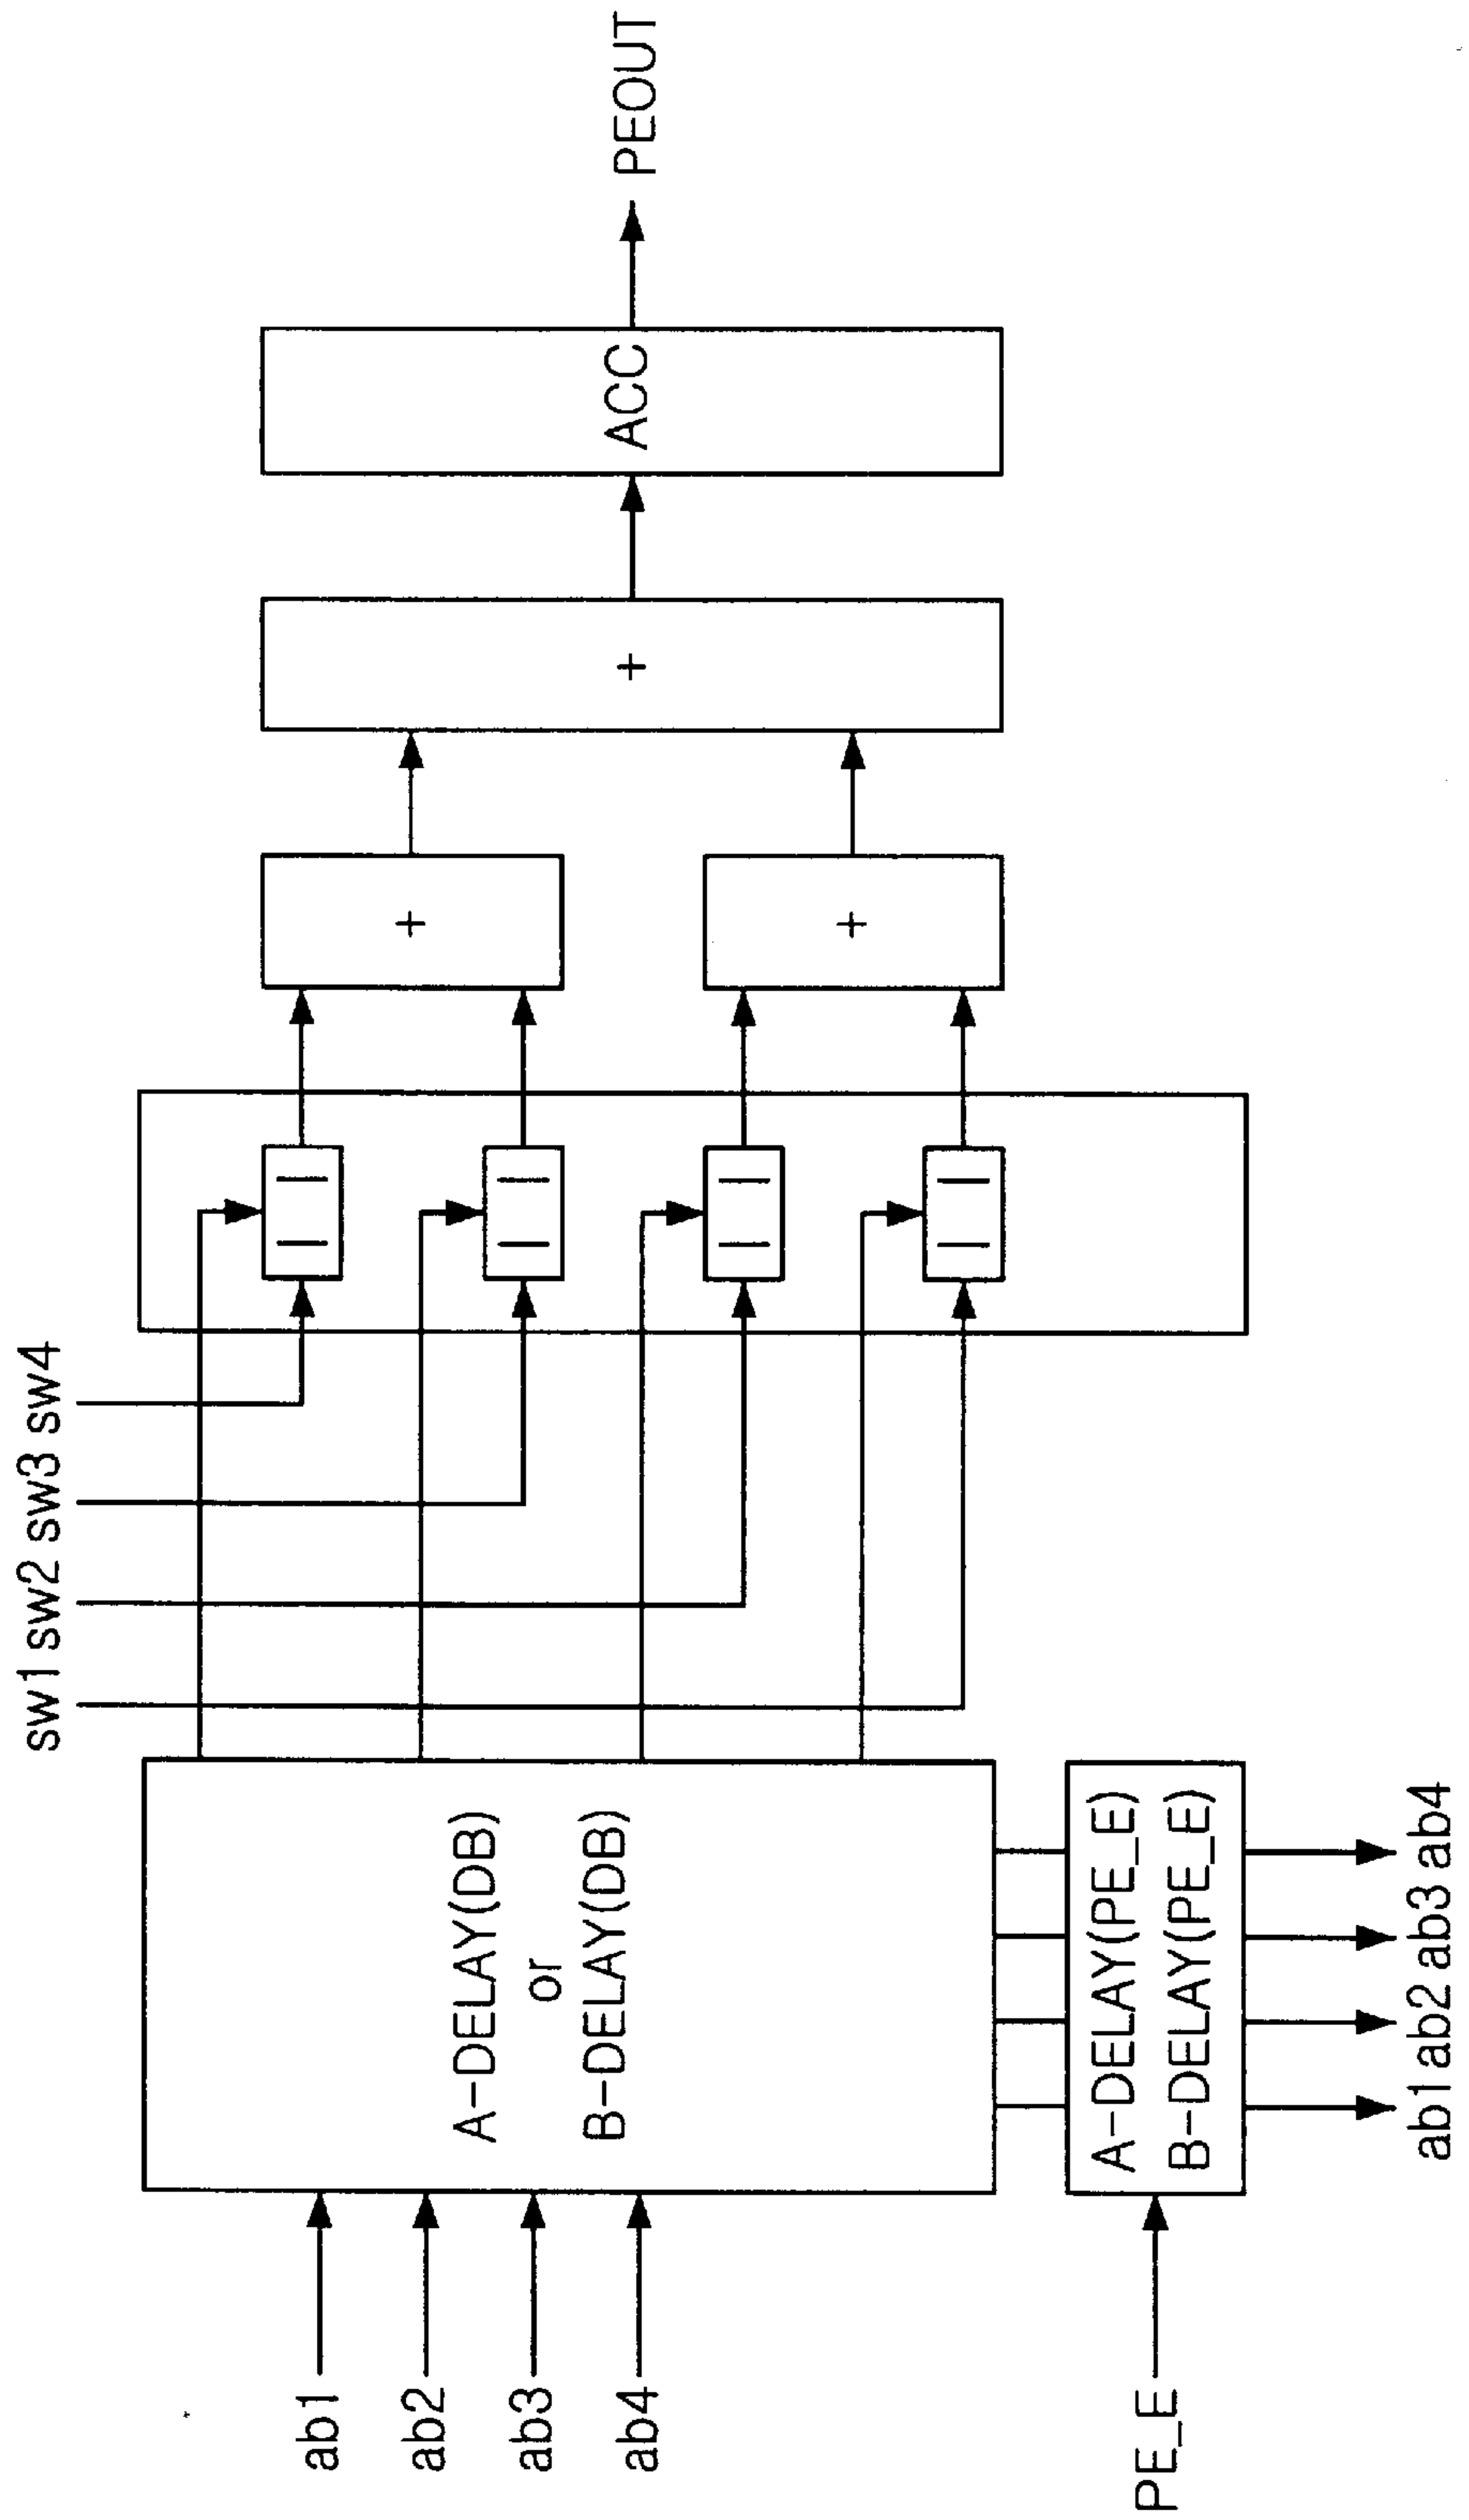 sw1 sw2 sw3 sw4
ab1
ab2
ab3
ab4
A-DELAY(DB)
or
B-DELAY(DB)
| |
| |
| |
| |
+
+
+
ACC
PEOUT
PE_E
A-DELAY(PE_E)
B-DELAY(PE_E)
ab1 ab2 ab3 ab4